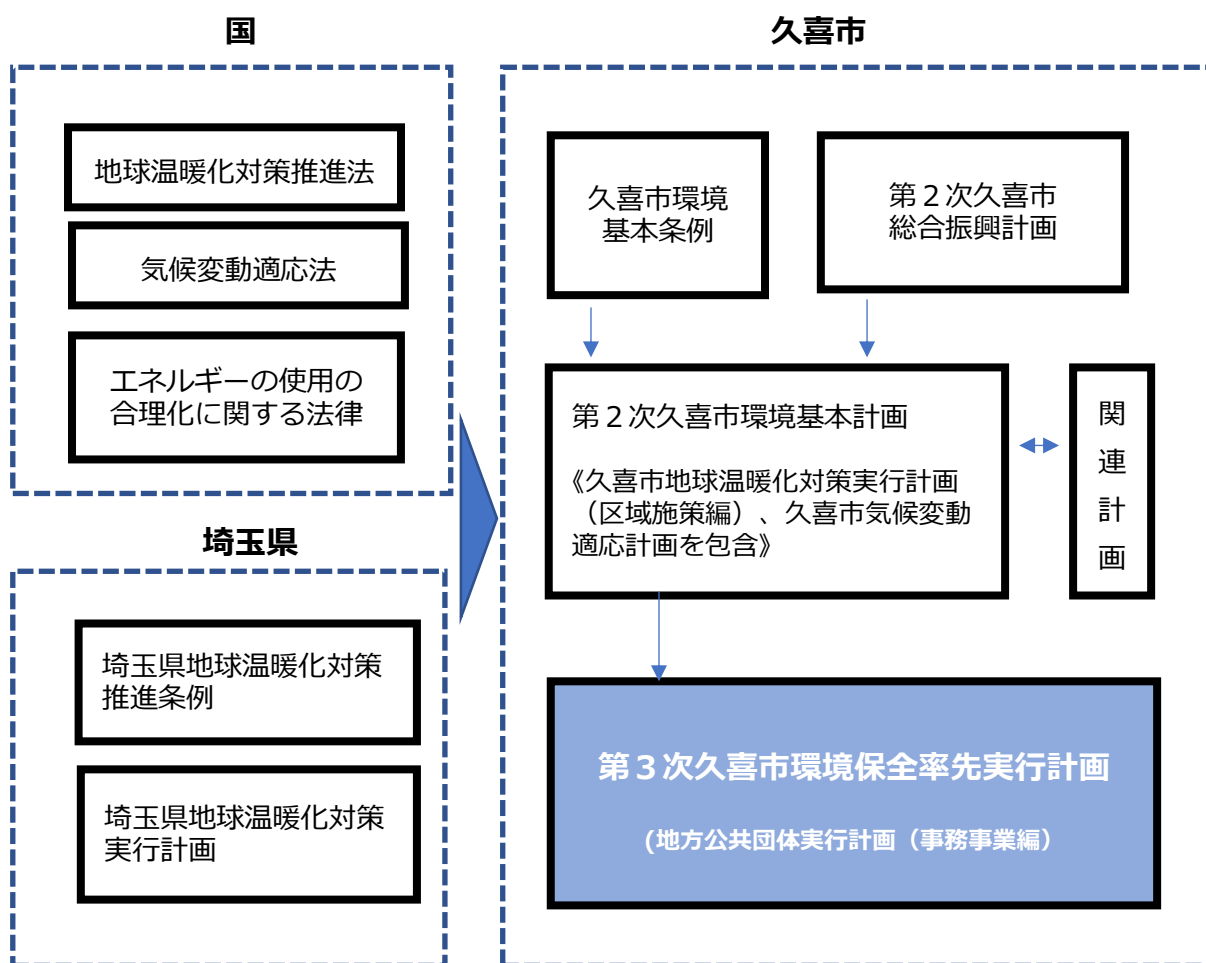 国
地球温暖化対策推進法
気候変動適応法
エネルギーの使用の
合理化に関する法律
埼玉県
埼玉県地球温暖化対策
推進条例
埼玉県地球温暖化対策
実行計画
久喜市
久喜市環境
基本条例
第２次久喜市
総合振興計画
第２次久喜市環境基本計画
《久喜市地球温暖化対策実行計画
（区域施策編）、久喜市気候変動
適応計画を包含》
関
連
計
画
第３次久喜市環境保全率先実行計画
(地方公共団体実行計画（事務事業編）